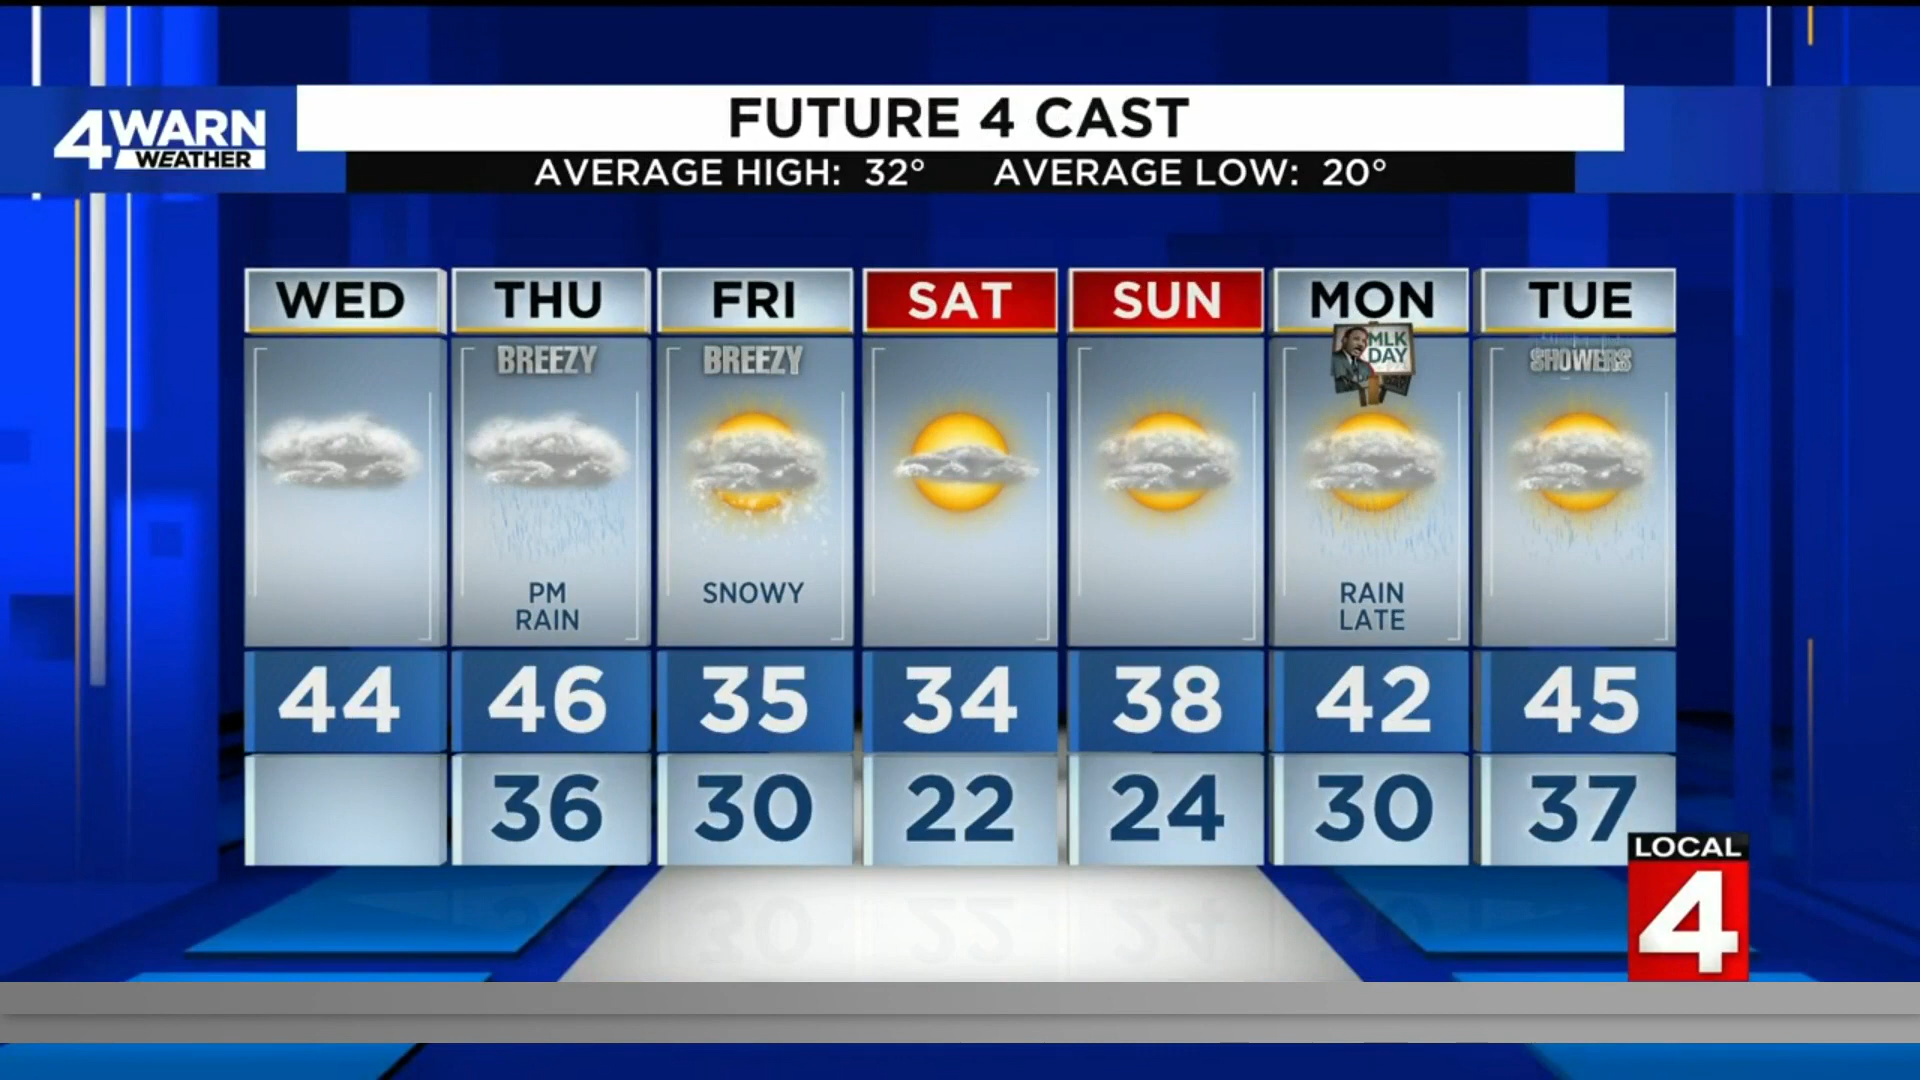 FUTURE 4 CAST
4WARN
WEATHER
AVERAGE HIGH: 32° AVERAGE LOW: 20°
WED THU FRI SAT SUN MON TUE
BREEZY BREEZY MLK DAY SHOWERS
PM RAIN
SNOWY
RAIN LATE
44 46 35 34 38 42 45
36 30 22 24 30 37
LOCAL
4